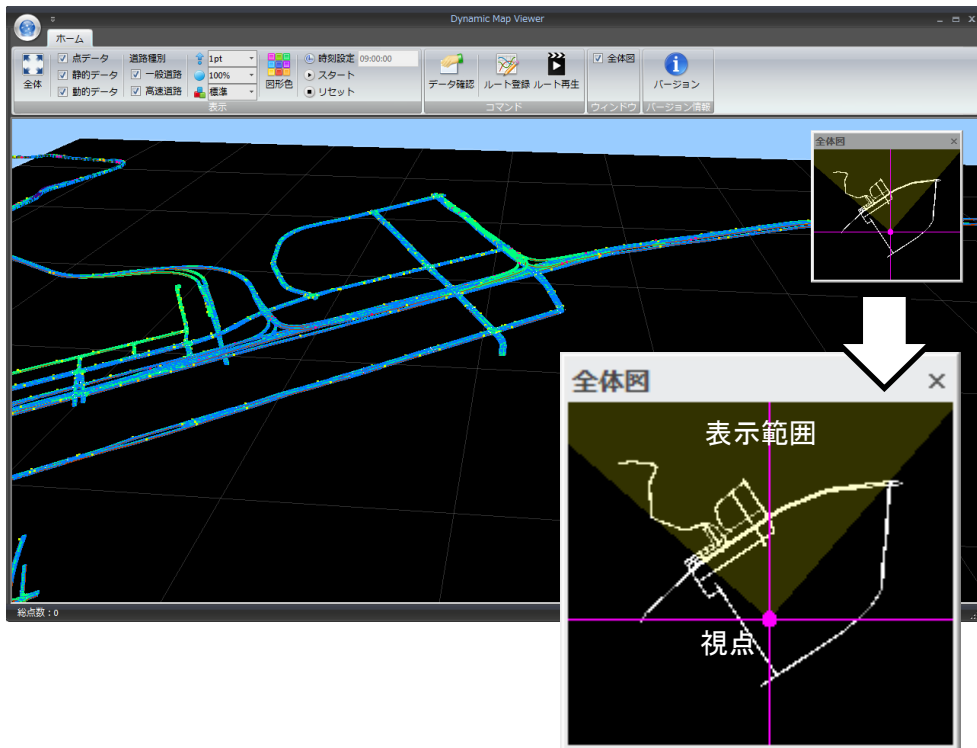 Dynamic Map Viewer
ホーム
全体
点データ
静的データ
動的データ
道路種別
一般道路
高速道路
1pt
100%
標準
図形色
時刻設定 09:00:00
スタート
リセット
表示
データ確認
ルート登録
ルート再生
コマンド
全体図
ウィンドウ
バージョン
バージョン情報
全体図
全体図
表示範囲
視点
総点数：0